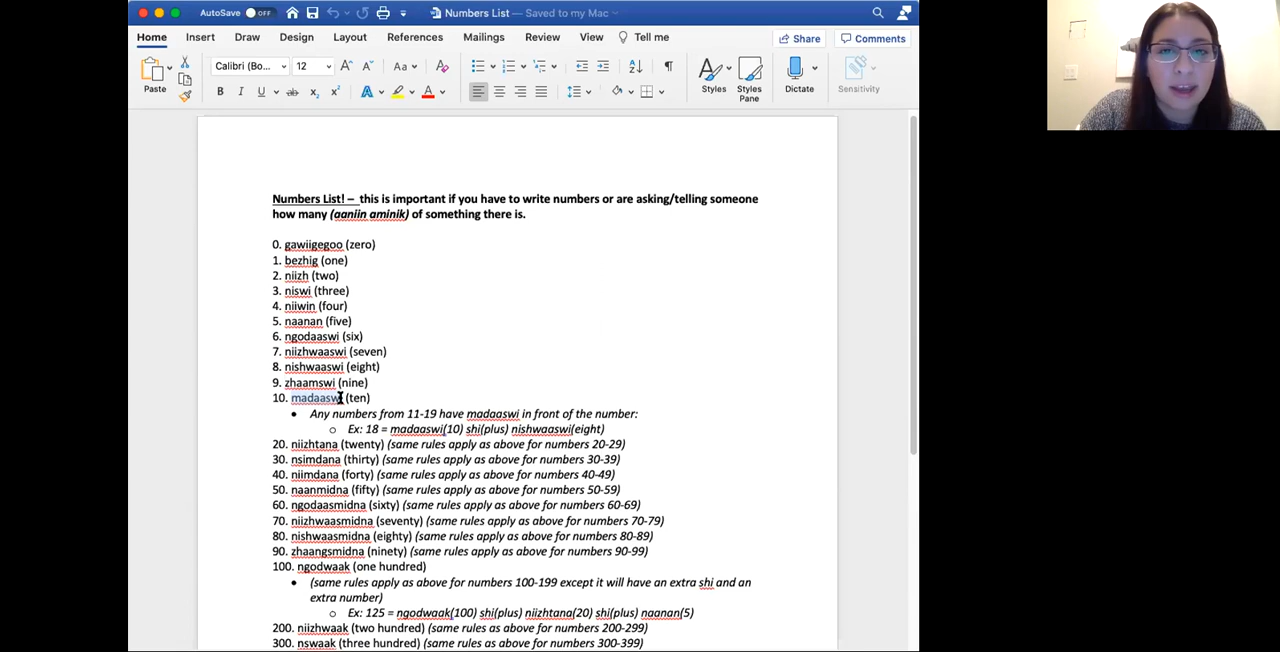 AutoSave OFF
Numbers List — Saved to my Mac
Home Insert Draw Design Layout References Mailings Review View Tell me
Share Comments
Paste
Calibri (Bo... 12
Styles Styles Pane Dictate Sensitivity
Numbers List! – this is important if you have to write numbers or are asking/telling someone
how many (aaniin aminik) of something there is.
0. gawiigegoo (zero)
1. bezhig (one)
2. niizh (two)
3. niswi (three)
4. niiwin (four)
5. naanan (five)
6. ngodaaswi (six)
7. niizhwaaswi (seven)
8. nishwaaswi (eight)
9. zhaamswi (nine)
10. madaaswi (ten)
• Any numbers from 11-19 have madaaswi in front of the number:
o Ex: 18 = madaaswi(10) shi(plus) nishwaaswi(eight)
20. niizhtana (twenty) (same rules apply as above for numbers 20-29)
30. nsimdana (thirty) (same rules apply as above for numbers 30-39)
40. niimdana (forty) (same rules apply as above for numbers 40-49)
50. naanmidna (fifty) (same rules apply as above for numbers 50-59)
60. ngodaasmidna (sixty) (same rules apply as above for numbers 60-69)
70. niizhwaasmidna (seventy) (same rules apply as above for numbers 70-79)
80. nishwaasmidna (eighty) (same rules apply as above for numbers 80-89)
90. zhaangsmidna (ninety) (same rules apply as above for numbers 90-99)
100. ngodwaak (one hundred)
• (same rules apply as above for numbers 100-199 except it will have an extra shi and an
extra number)
o Ex: 125 = ngodwaak(100) shi(plus) niizhtana(20) shi(plus) naanan(5)
200. niizhwaak (two hundred) (same rules apply as above for numbers 200-299)
300. nswaak (three hundred) (same rules apply as above for numbers 300-399)